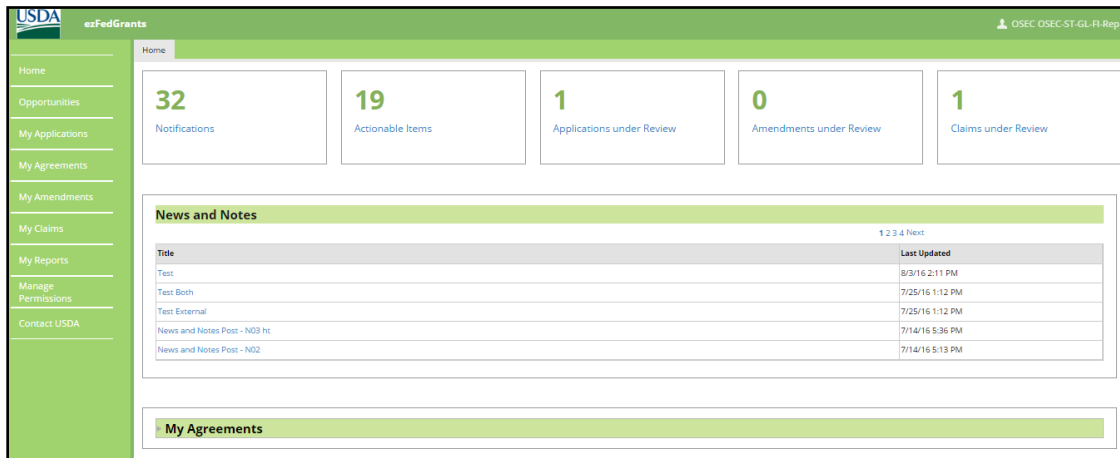 USDA
ezFedGrants
OSEC OSEC-ST-GL-FI-Rep
Home
Home
Opportunities
My Applications
My Agreements
My Amendments
My Claims
My Reports
Manage
Permissions
Contact USDA
32
Notifications
19
Actionable Items
1
Applications under Review
0
Amendments under Review
1
Claims under Review
News and Notes
1 2 3 4 Next
Title Last Updated
Test 8/3/16 2:11 PM
Test Both 7/25/16 1:12 PM
Test External 7/25/16 1:12 PM
News and Notes Post - N03 ht 7/14/16 5:36 PM
News and Notes Post - N02 7/14/16 5:13 PM
My Agreements